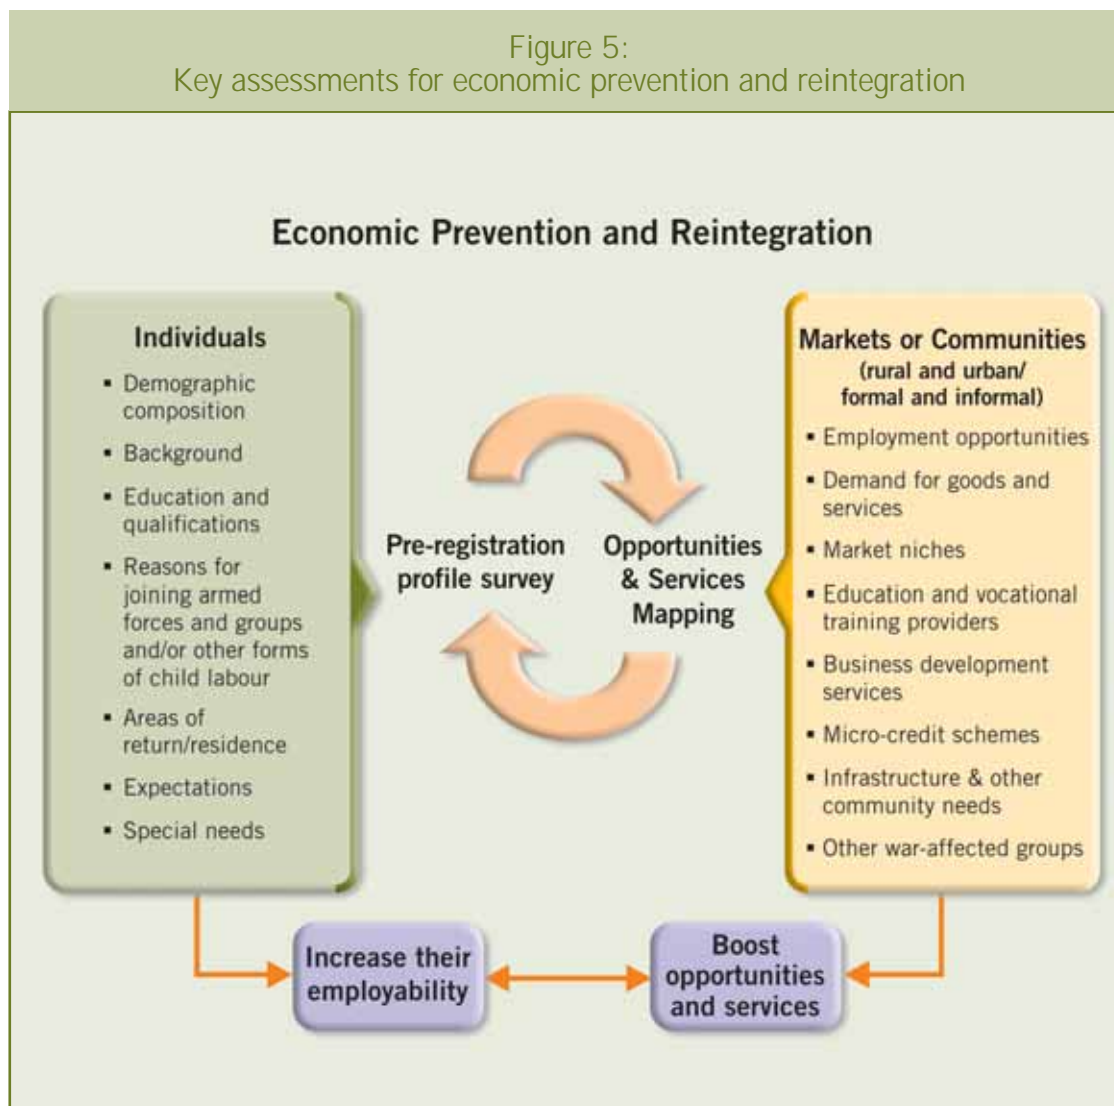 Figure 5:
Key assessments for economic prevention and reintegration
Economic Prevention and Reintegration
Individuals
▪ Demographic
composition
▪ Background
▪ Education and
qualifications
▪ Reasons for
joining armed
forces and groups
and/or other forms
of child labour
▪ Areas of
return/residence
▪ Expectations
▪ Special needs
Pre-registration
profile survey
Opportunities
& Services
Mapping
Markets or Communities
(rural and urban/
formal and informal)
▪ Employment opportunities
▪ Demand for goods and
services
▪ Market niches
▪ Education and vocational
training providers
▪ Business development
services
▪ Micro-credit schemes
▪ Infrastructure & other
community needs
▪ Other war-affected groups
Increase their
employability
Boost
opportunities
and services